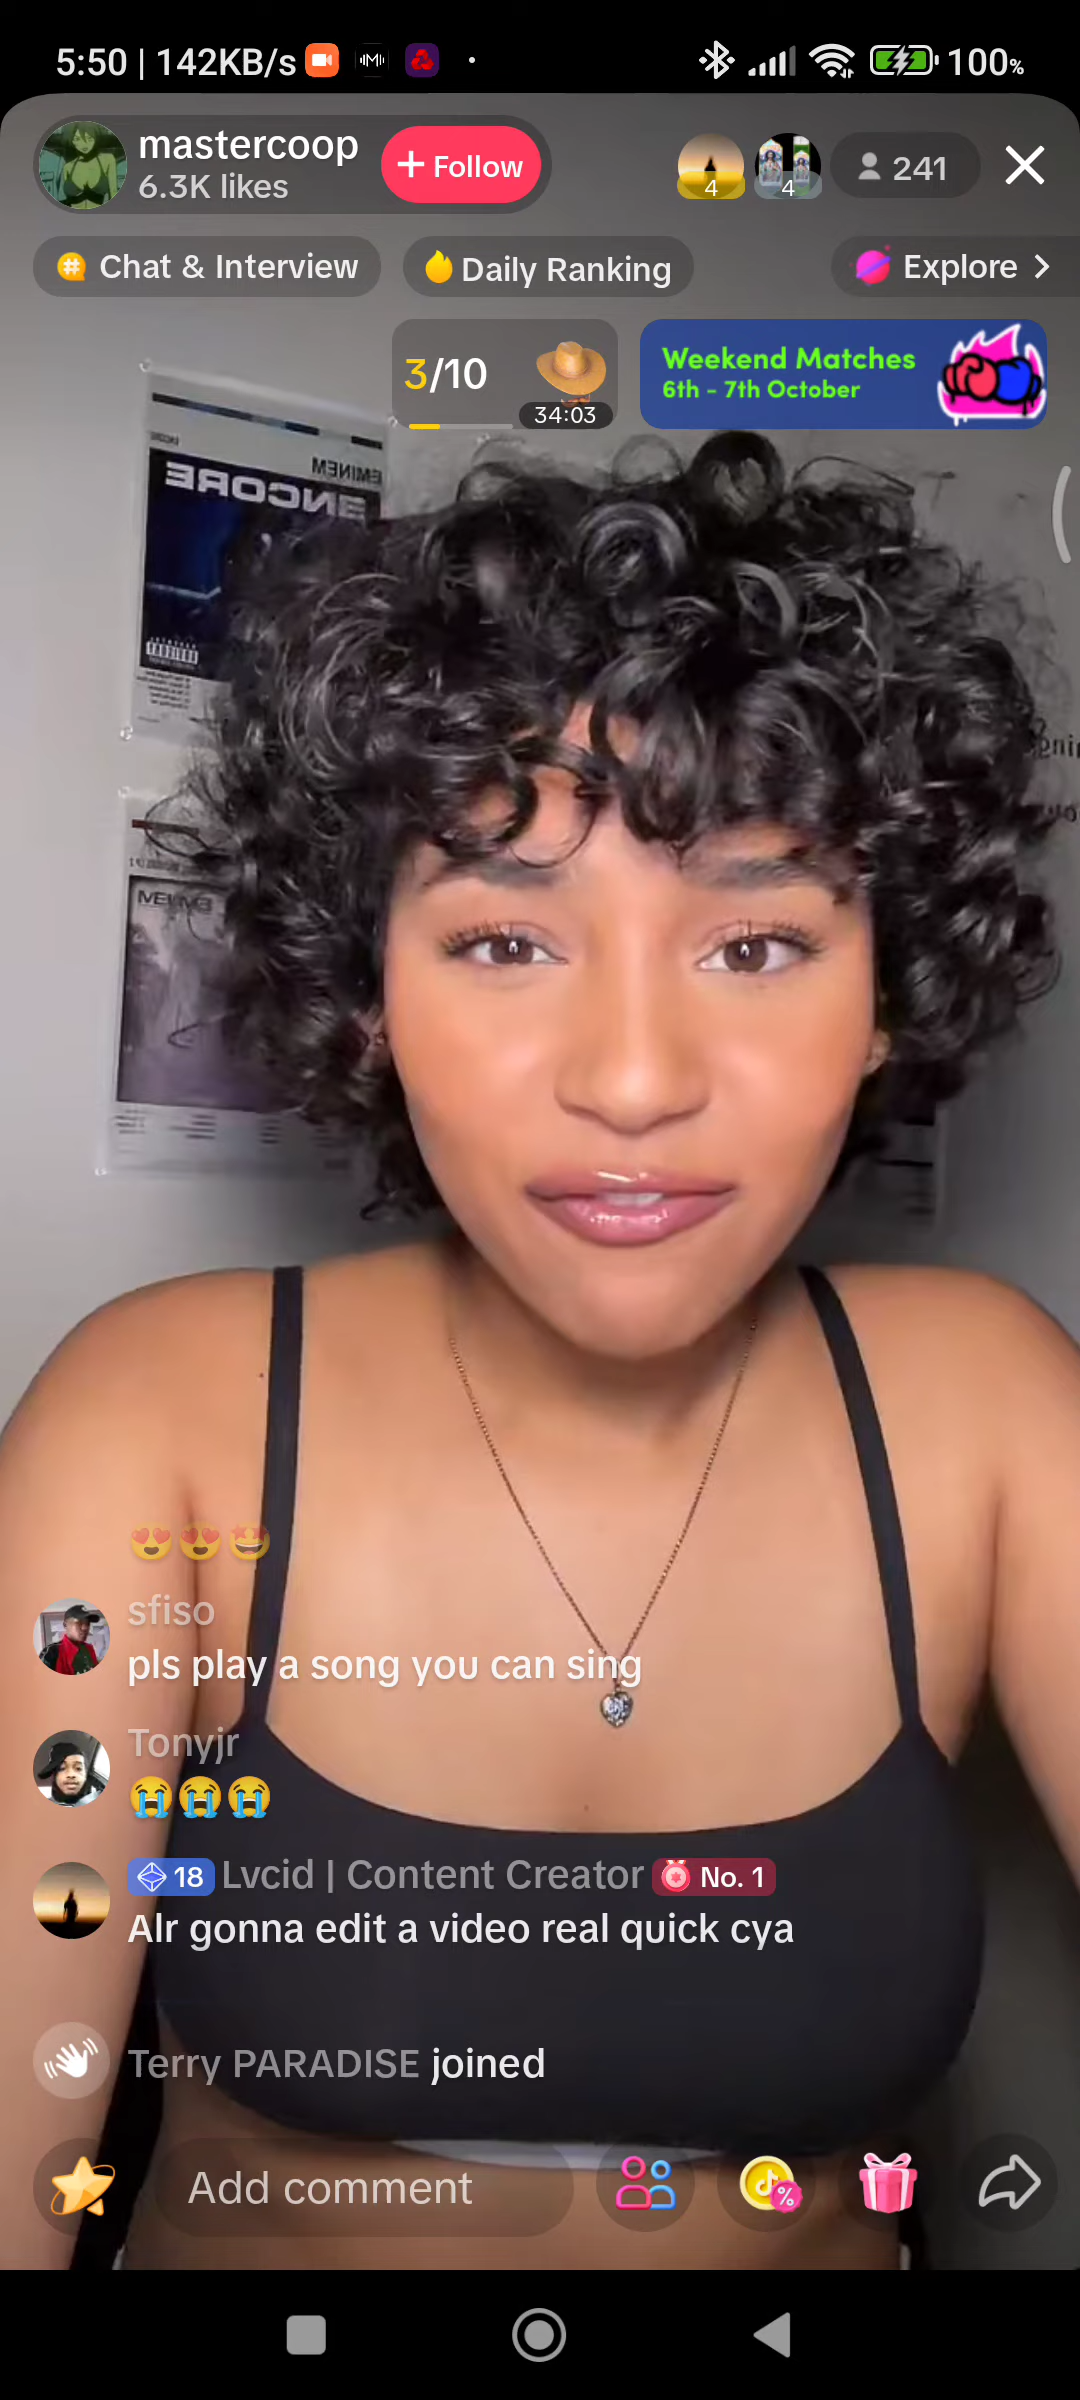 5:50 | 142KB/s
100%
mastercoop
6.3K likes
+ Follow
4
4
241
Chat & Interview
Daily Ranking
Explore
3/10
34:03
Weekend Matches
6th - 7th October
EMINEM
ENCORE
sfiso
pls play a song you can sing
Tonyjr
18 Lvcid | Content Creator No. 1
Alr gonna edit a video real quick cya
Terry PARADISE joined
Add comment